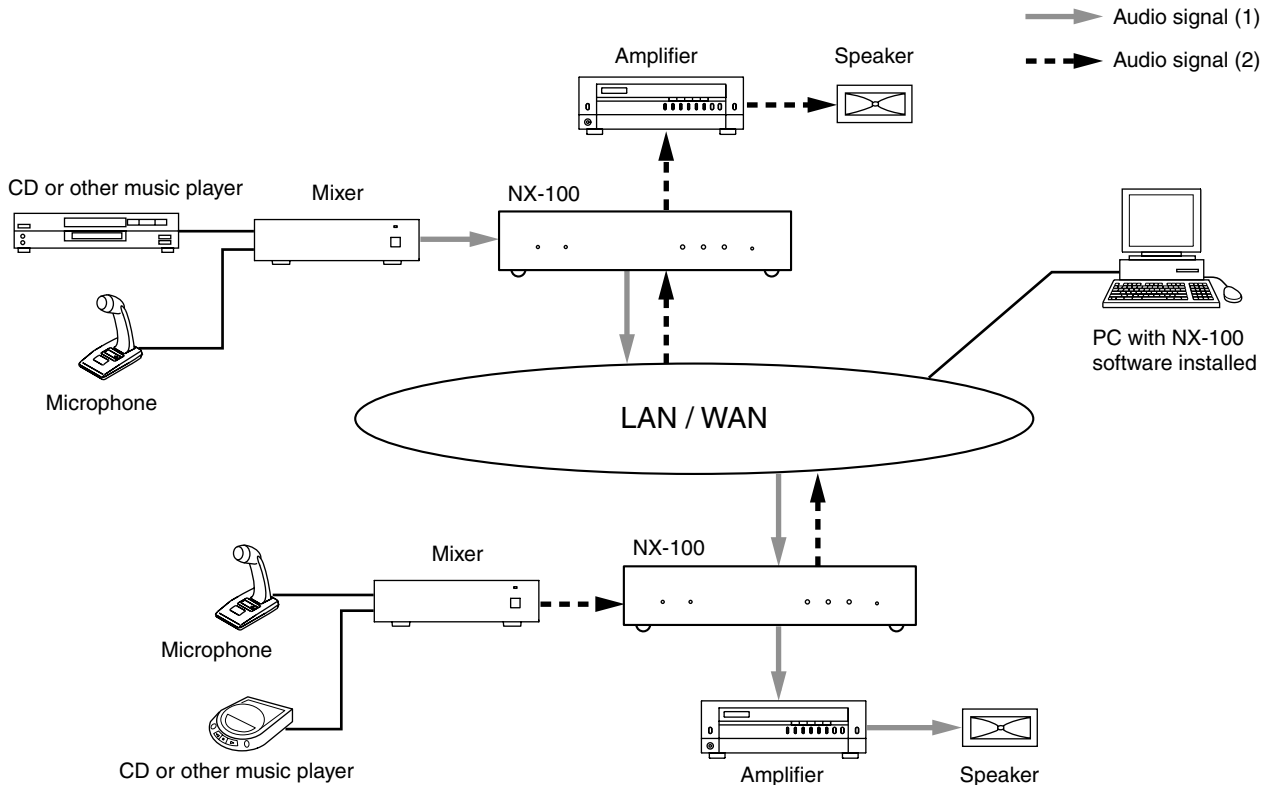 Audio signal (1)
Audio signal (2)
Amplifier
Speaker
CD or other music player
Mixer
NX-100
Microphone
PC with NX-100
software installed
LAN / WAN
Mixer
NX-100
Microphone
CD or other music player
Amplifier
Speaker